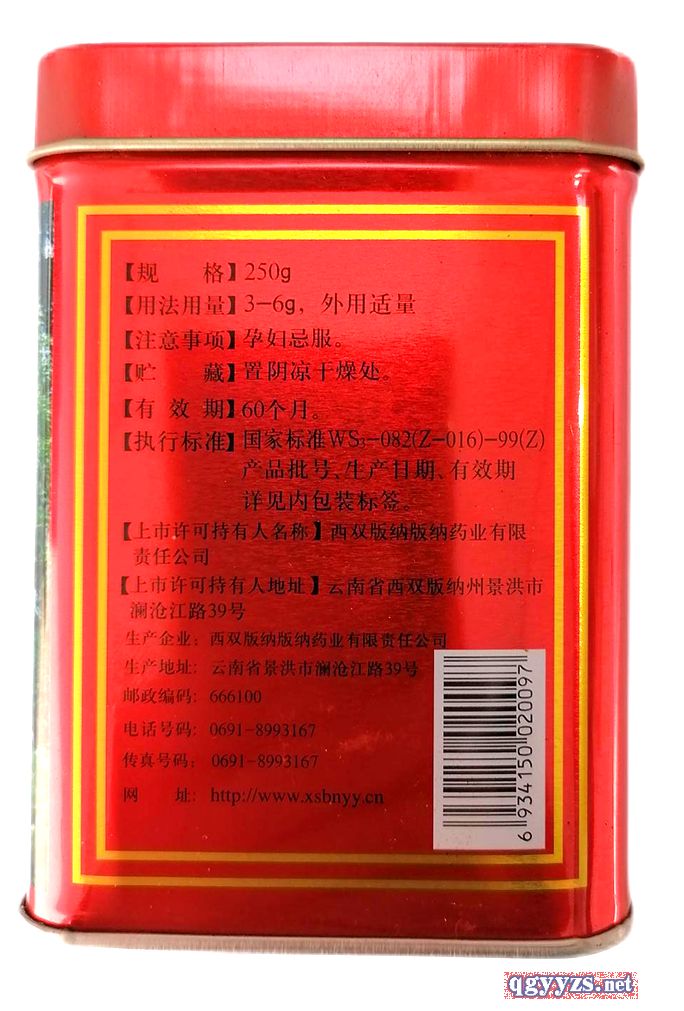 【规　　格】250g
【用法用量】3-6g，外用适量
【注意事项】孕妇忌服。
【贮　　藏】置阴凉干燥处。
【有 效 期】60个月。
【执行标准】国家标准WS₃-082(Z-016)-99(Z)
产品批号、生产日期、有效期
详见内包装标签。
【上市许可持有人名称】西双版纳版纳药业有限
责任公司
【上市许可持有人地址】云南省西双版纳州景洪市
澜沧江路39号
生产企业：西双版纳版纳药业有限责任公司
生产地址：云南省景洪市澜沧江路39号
邮政编码：666100
电话号码：0691-8993167
传真号码：0691-8993167
网　　址：http://www.xsbnyy.cn
6 934150 020097
qgyyzs.net